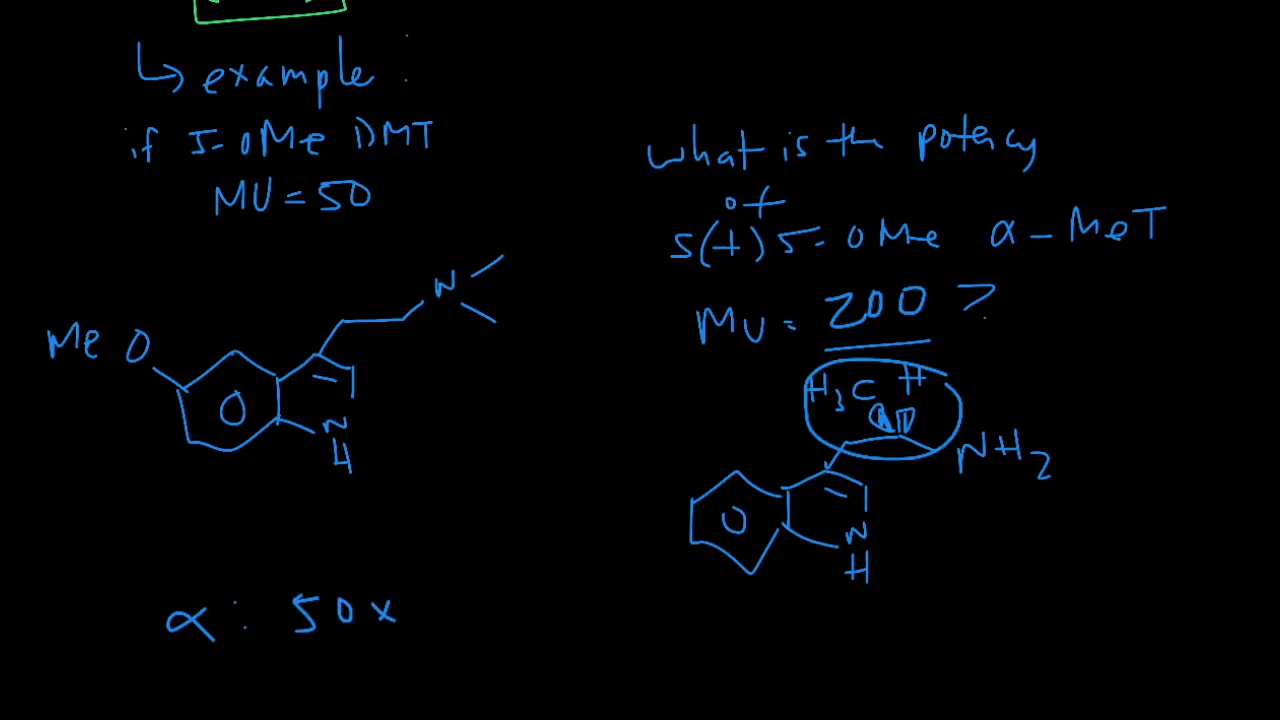 ↳ example :
if 5-OMe DMT
MU = 50
Me O
N
N
H
α : 50x
what is the potency
of
S(+) 5-OMe α-MeT
MU = 200 ?
H3C H
NH2
N
H